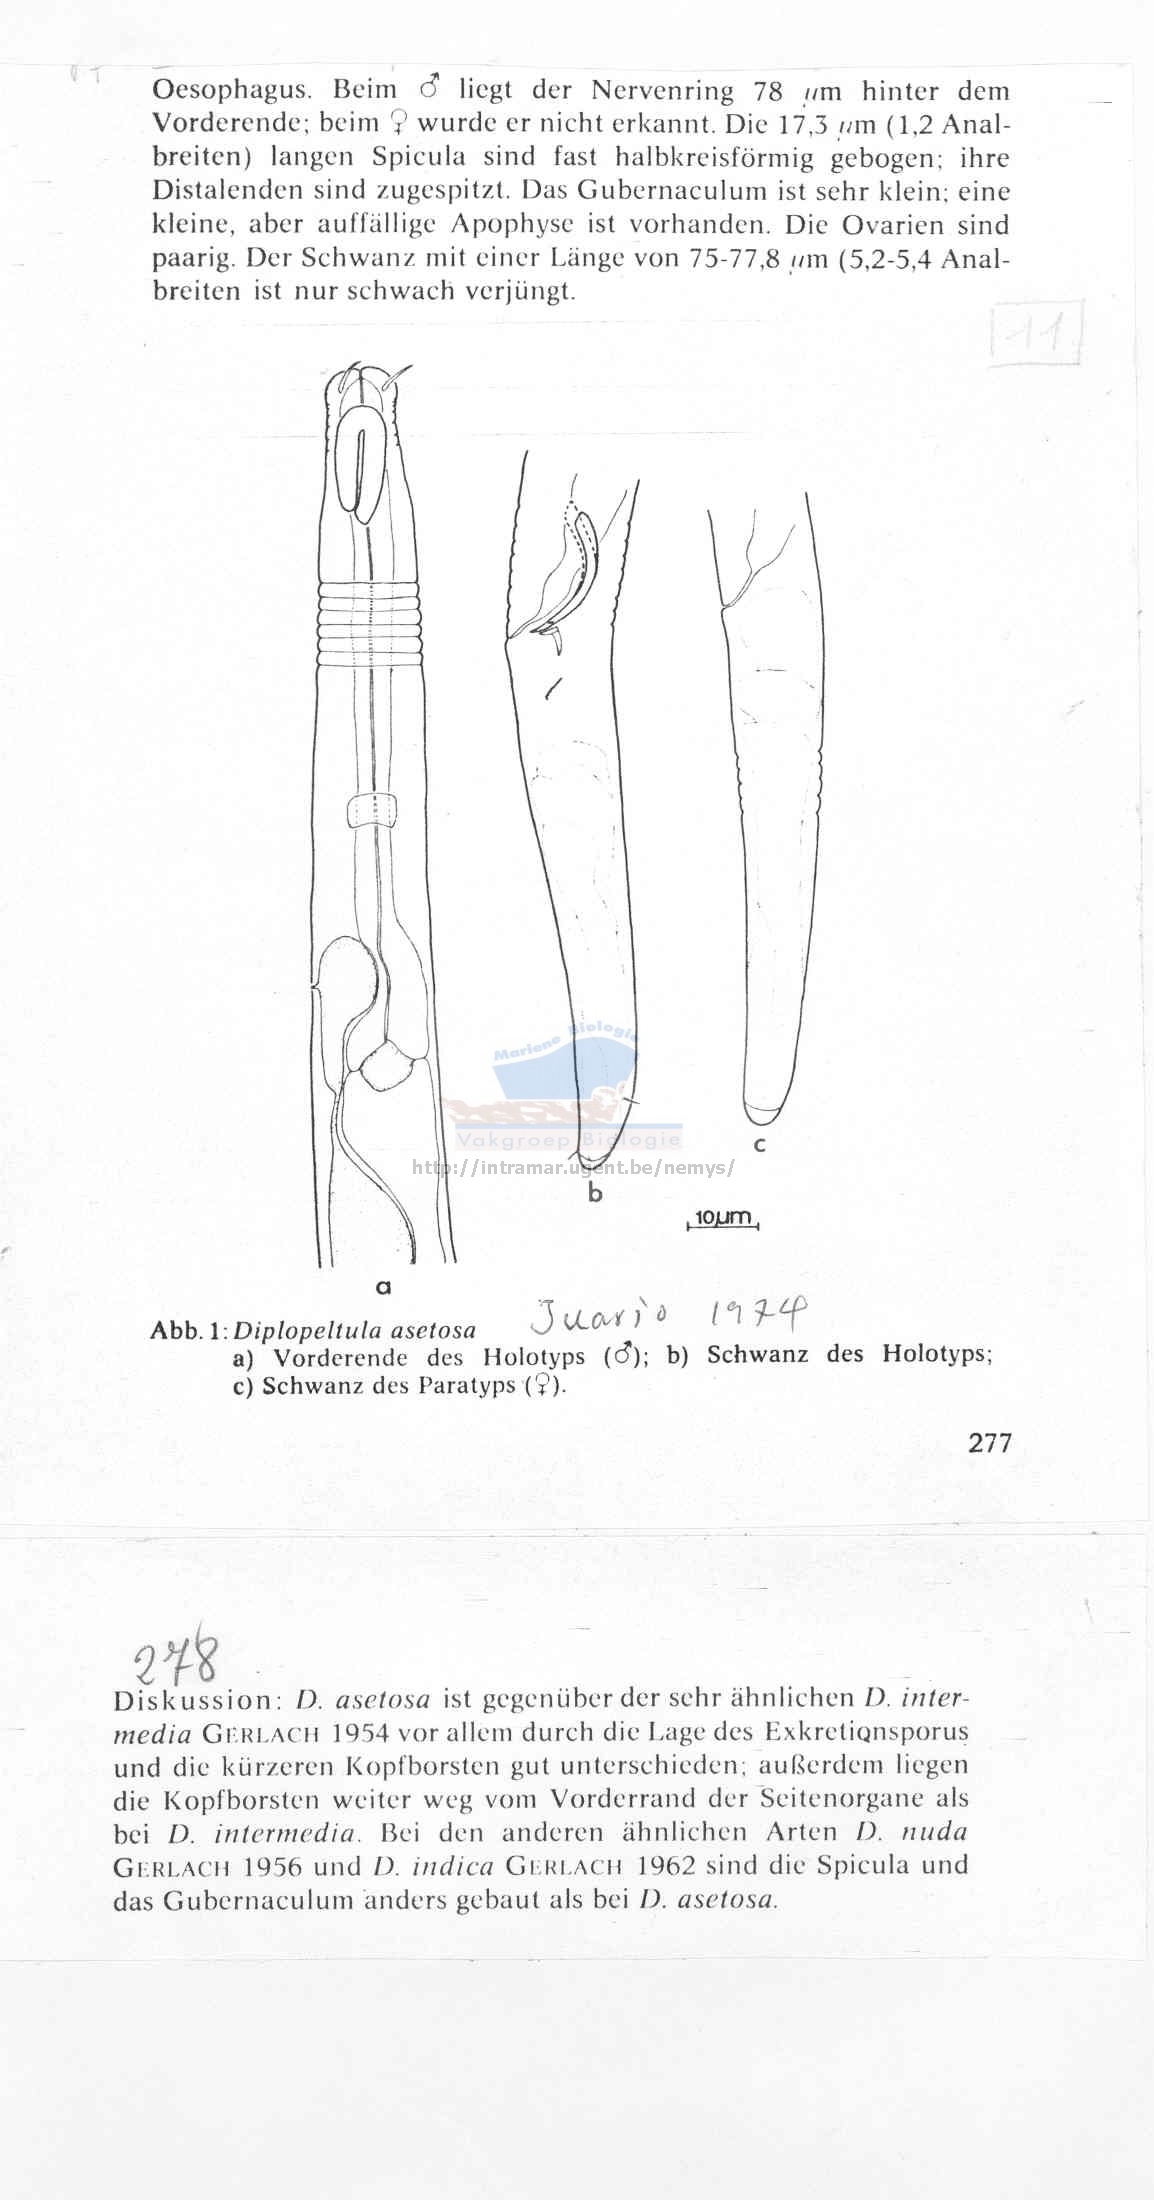 Oesophagus. Beim ♂ liegt der Nervenring 78 µm hinter dem
Vorderende; beim ♀ wurde er nicht erkannt. Die 17,3 µm (1,2 Anal-
breiten) langen Spicula sind fast halbkreisförmig gebogen; ihre
Distalenden sind zugespitzt. Das Gubernaculum ist sehr klein; eine
kleine, aber auffällige Apophyse ist vorhanden. Die Ovarien sind
paarig. Der Schwanz mit einer Länge von 75-77,8 µm (5,2-5,4 Anal-
breiten ist nur schwach verjüngt.
11
Mariene Biologie
Vakgroep Biologie
http://intramar.ugent.be/nemys/
c
b
10µm
a
Juario 1974
Abb. 1: Diplopeltula asetosa
a) Vorderende des Holotyps (♂); b) Schwanz des Holotyps;
c) Schwanz des Paratyps (♀).
277
278
Diskussion: D. asetosa ist gegenüber der sehr ähnlichen D. inter-
media GERLACH 1954 vor allem durch die Lage des Exkretionsporus
und die kürzeren Kopfborsten gut unterschieden; außerdem liegen
die Kopfborsten weiter weg vom Vorderrand der Seitenorgane als
bei D. intermedia. Bei den anderen ähnlichen Arten D. nuda
GERLACH 1956 und D. indica GERLACH 1962 sind die Spicula und
das Gubernaculum anders gebaut als bei D. asetosa.